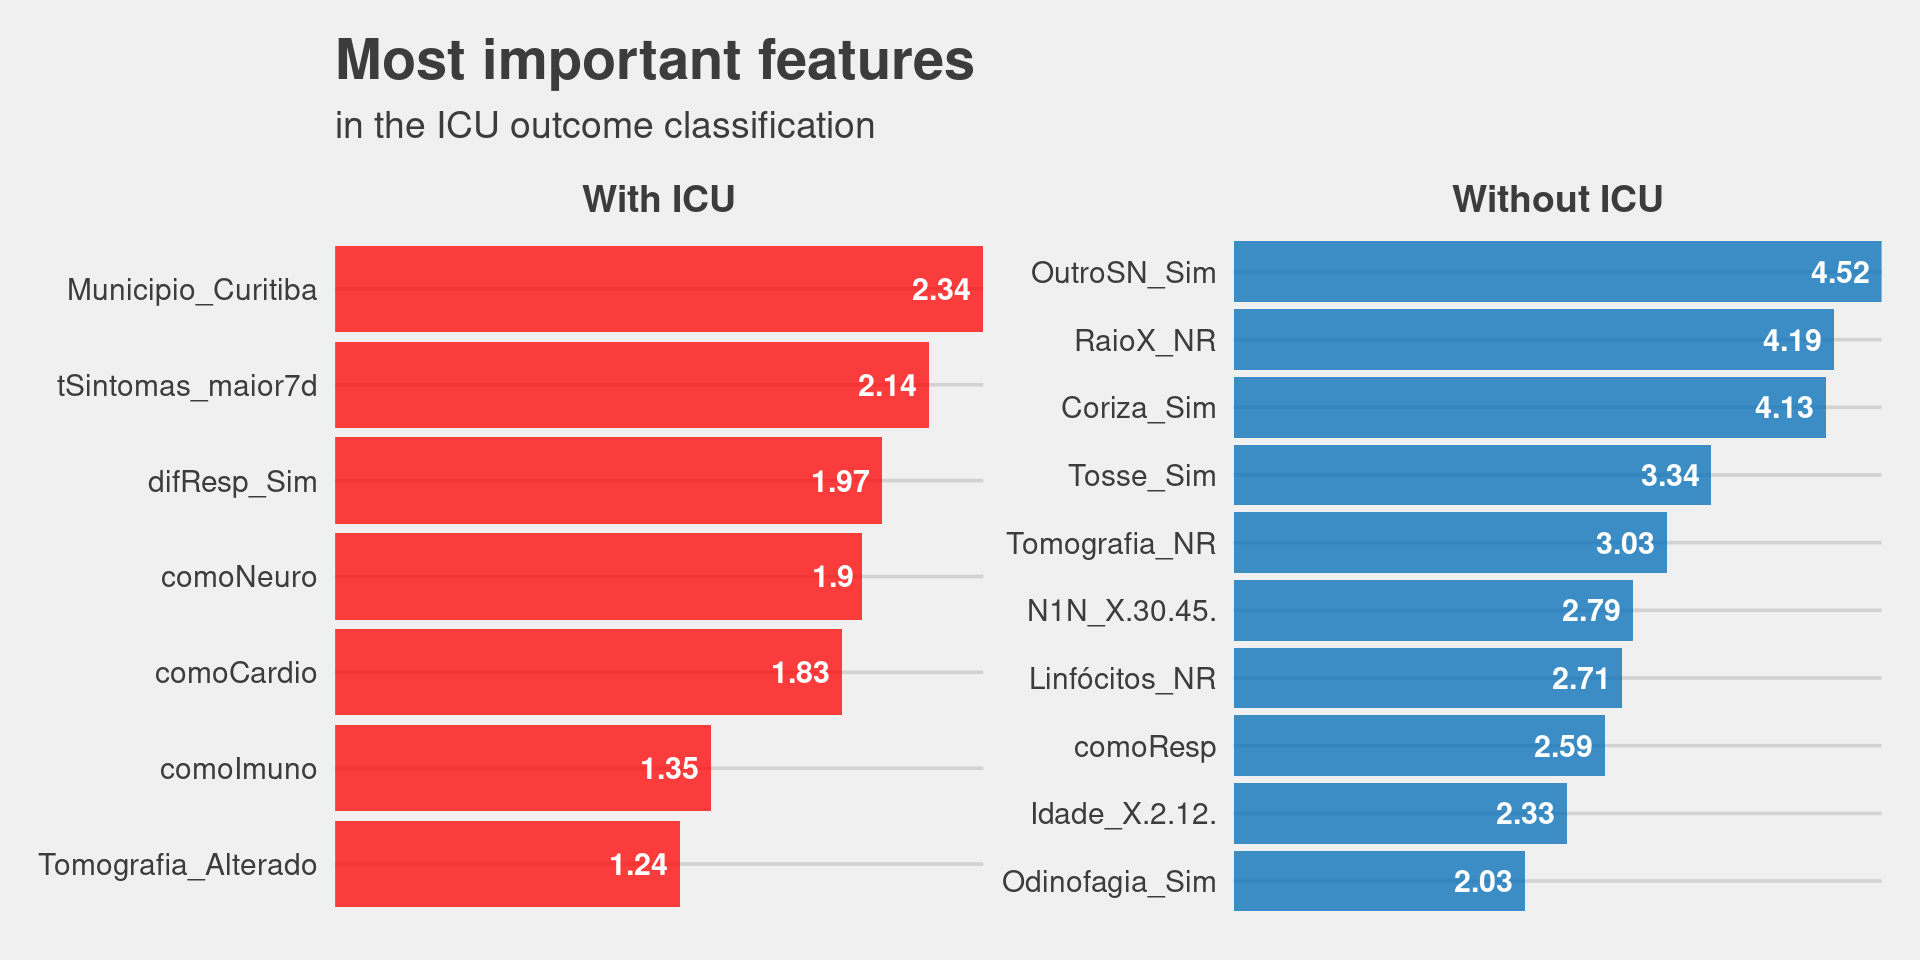 Most important features
in the ICU outcome classification
With ICU
Municipio_Curitiba 2.34
tSintomas_maior7d 2.14
difResp_Sim 1.97
comoNeuro 1.9
comoCardio 1.83
comoImuno 1.35
Tomografia_Alterado 1.24
Without ICU
OutroSN_Sim 4.52
RaioX_NR 4.19
Coriza_Sim 4.13
Tosse_Sim 3.34
Tomografia_NR 3.03
N1N_X.30.45. 2.79
Linfócitos_NR 2.71
comoResp 2.59
Idade_X.2.12. 2.33
Odinofagia_Sim 2.03